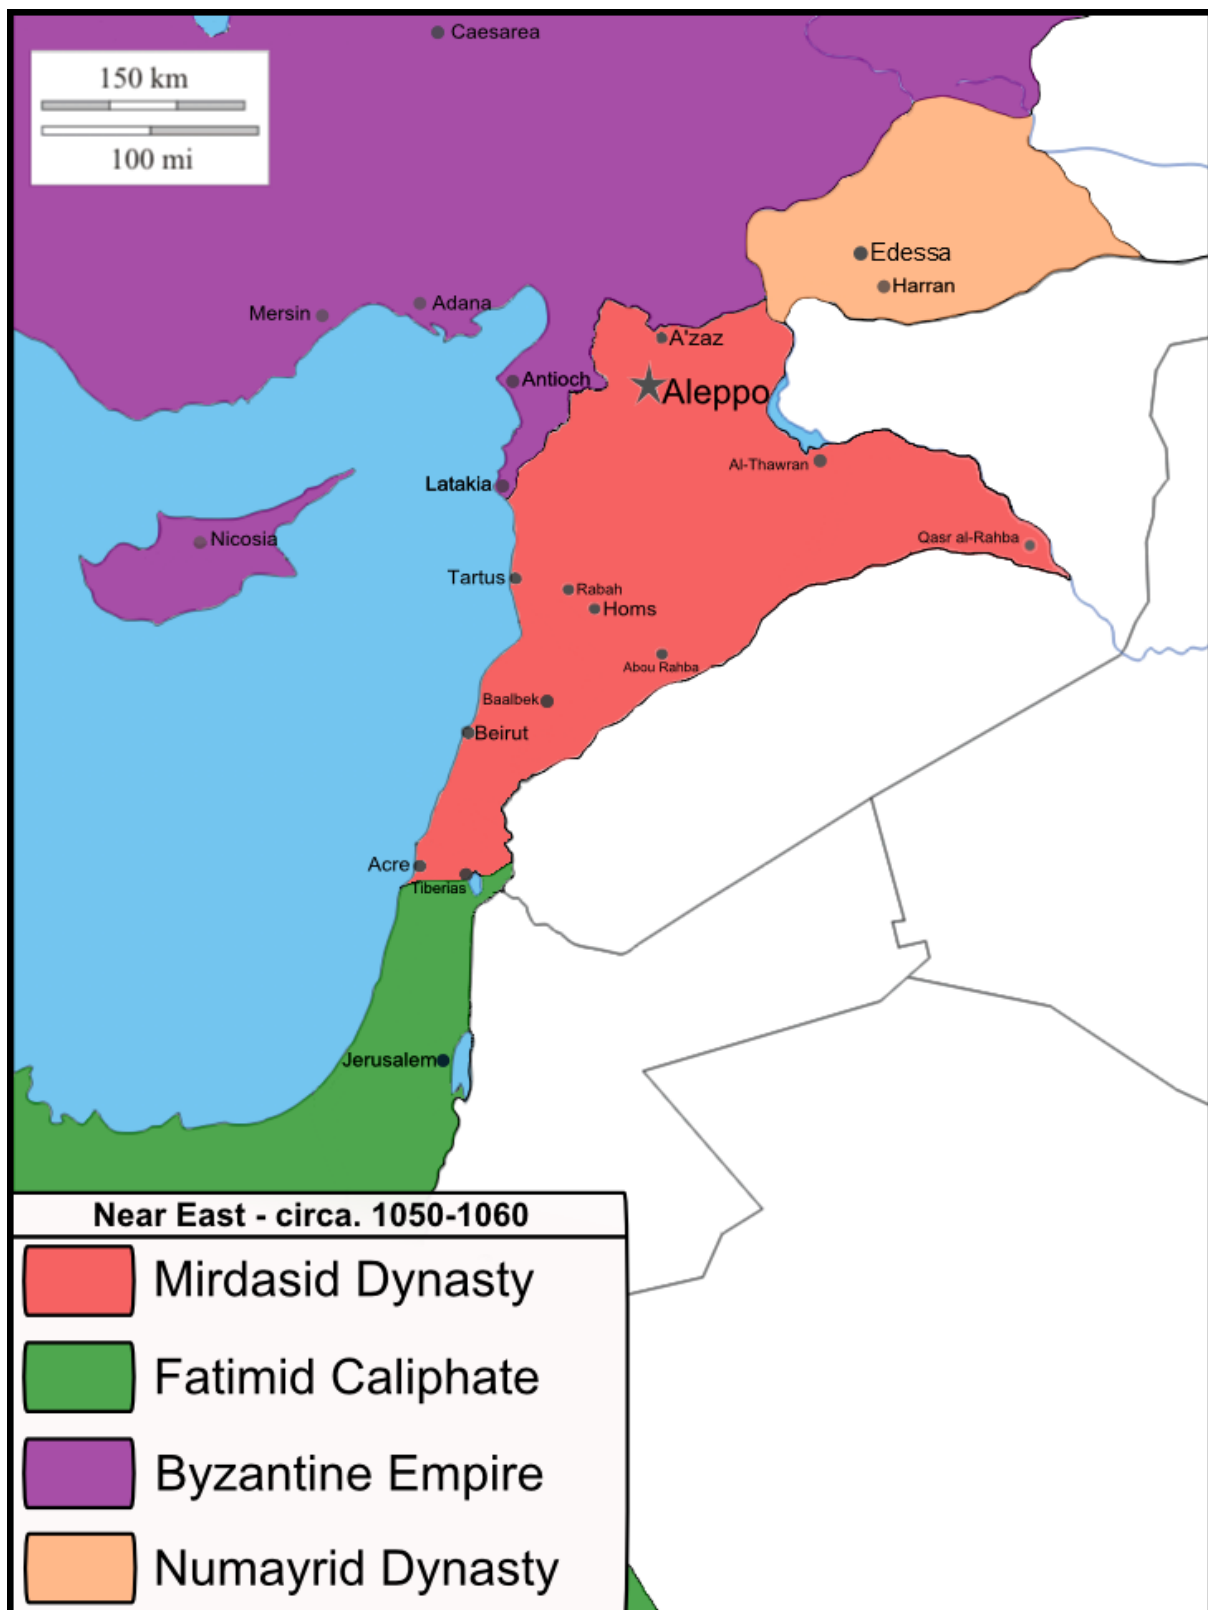 Caesarea
150 km
100 mi
Edessa
Harran
Adana
Mersin
A'zaz
Antioch
Aleppo
Al-Thawran
Latakia
Nicosia
Qasr al-Rahba
Tartus
Rabah
Homs
Abou Rahba
Baalbek
Beirut
Acre
Tiberias
Jerusalem
Near East - circa. 1050-1060
Mirdasid Dynasty
Fatimid Caliphate
Byzantine Empire
Numayrid Dynasty